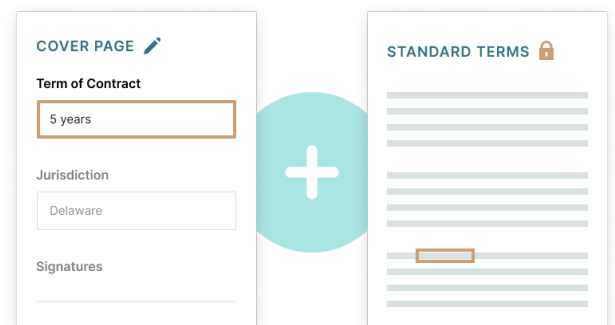 COVER PAGE
Term of Contract
5 years
Jurisdiction
Delaware
Signatures
STANDARD TERMS